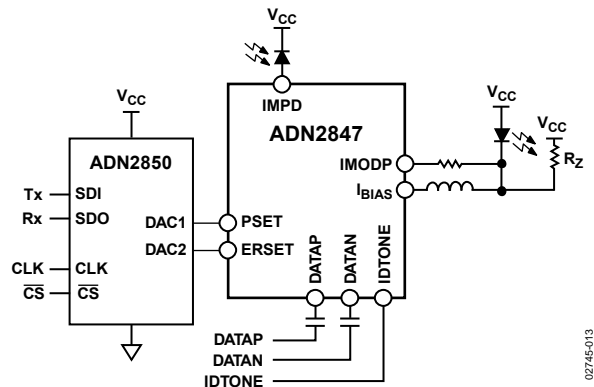 VCC
IMPD
ADN2847
VCC
ADN2850
Tx SDI
Rx SDO
CLK CLK
CS CS
DAC1 PSET
DAC2 ERSET
VCC
VCC
IMODP
RZ
IBIAS
DATAP
DATAN
IDTONE
DATAP
DATAN
IDTONE
02745-013